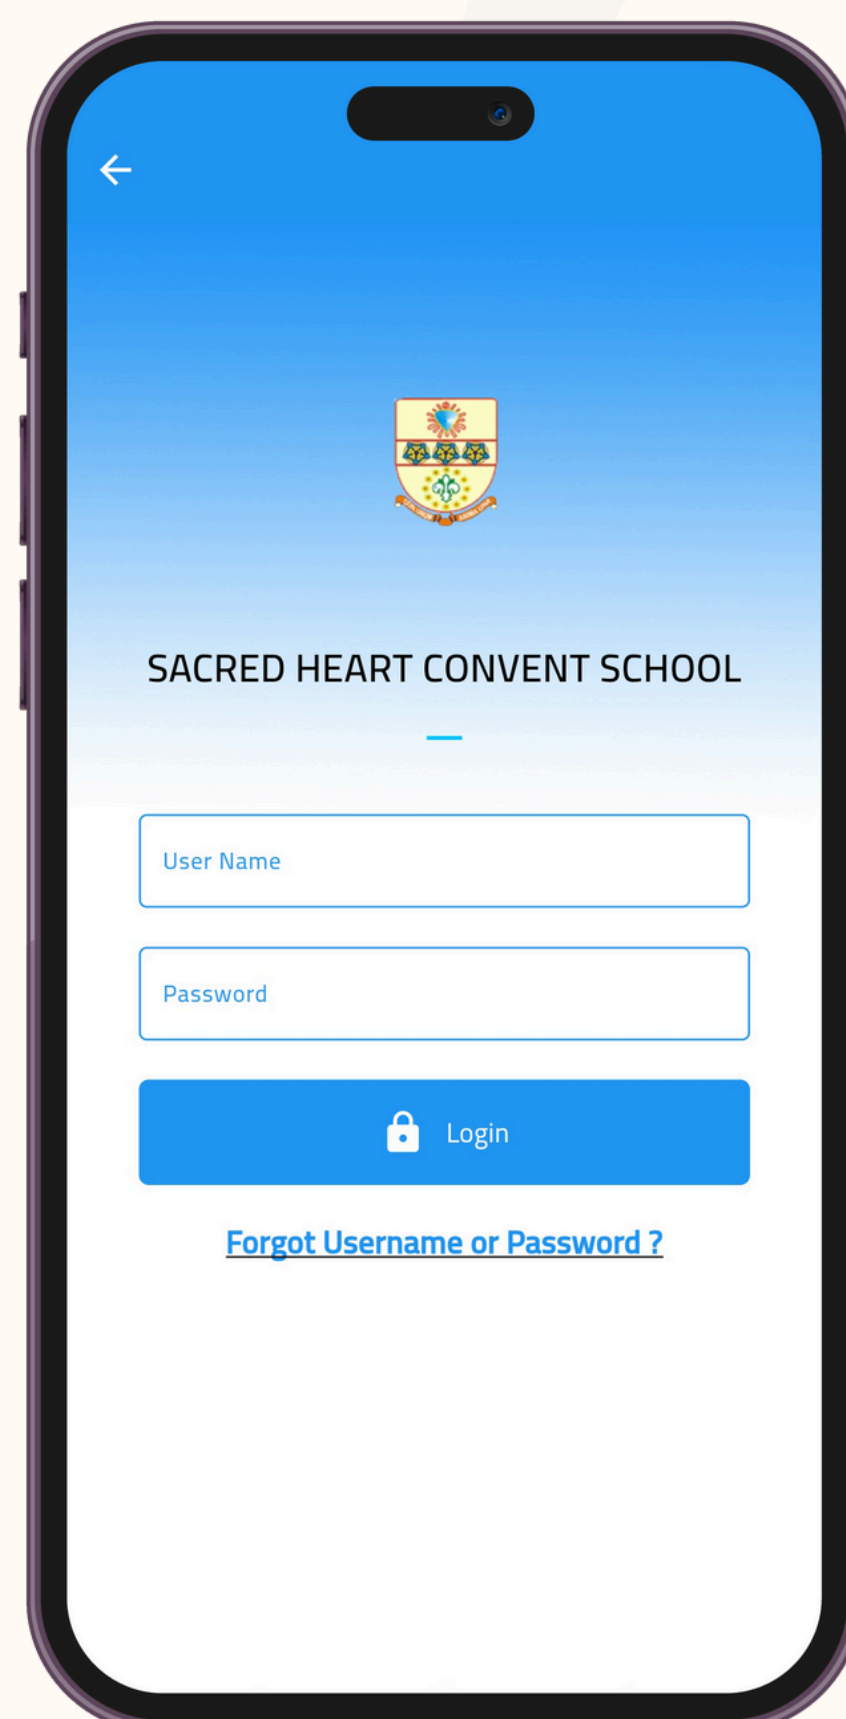 SACRED HEART CONVENT SCHOOL
User Name
Password
Login
Forgot Username or Password ?